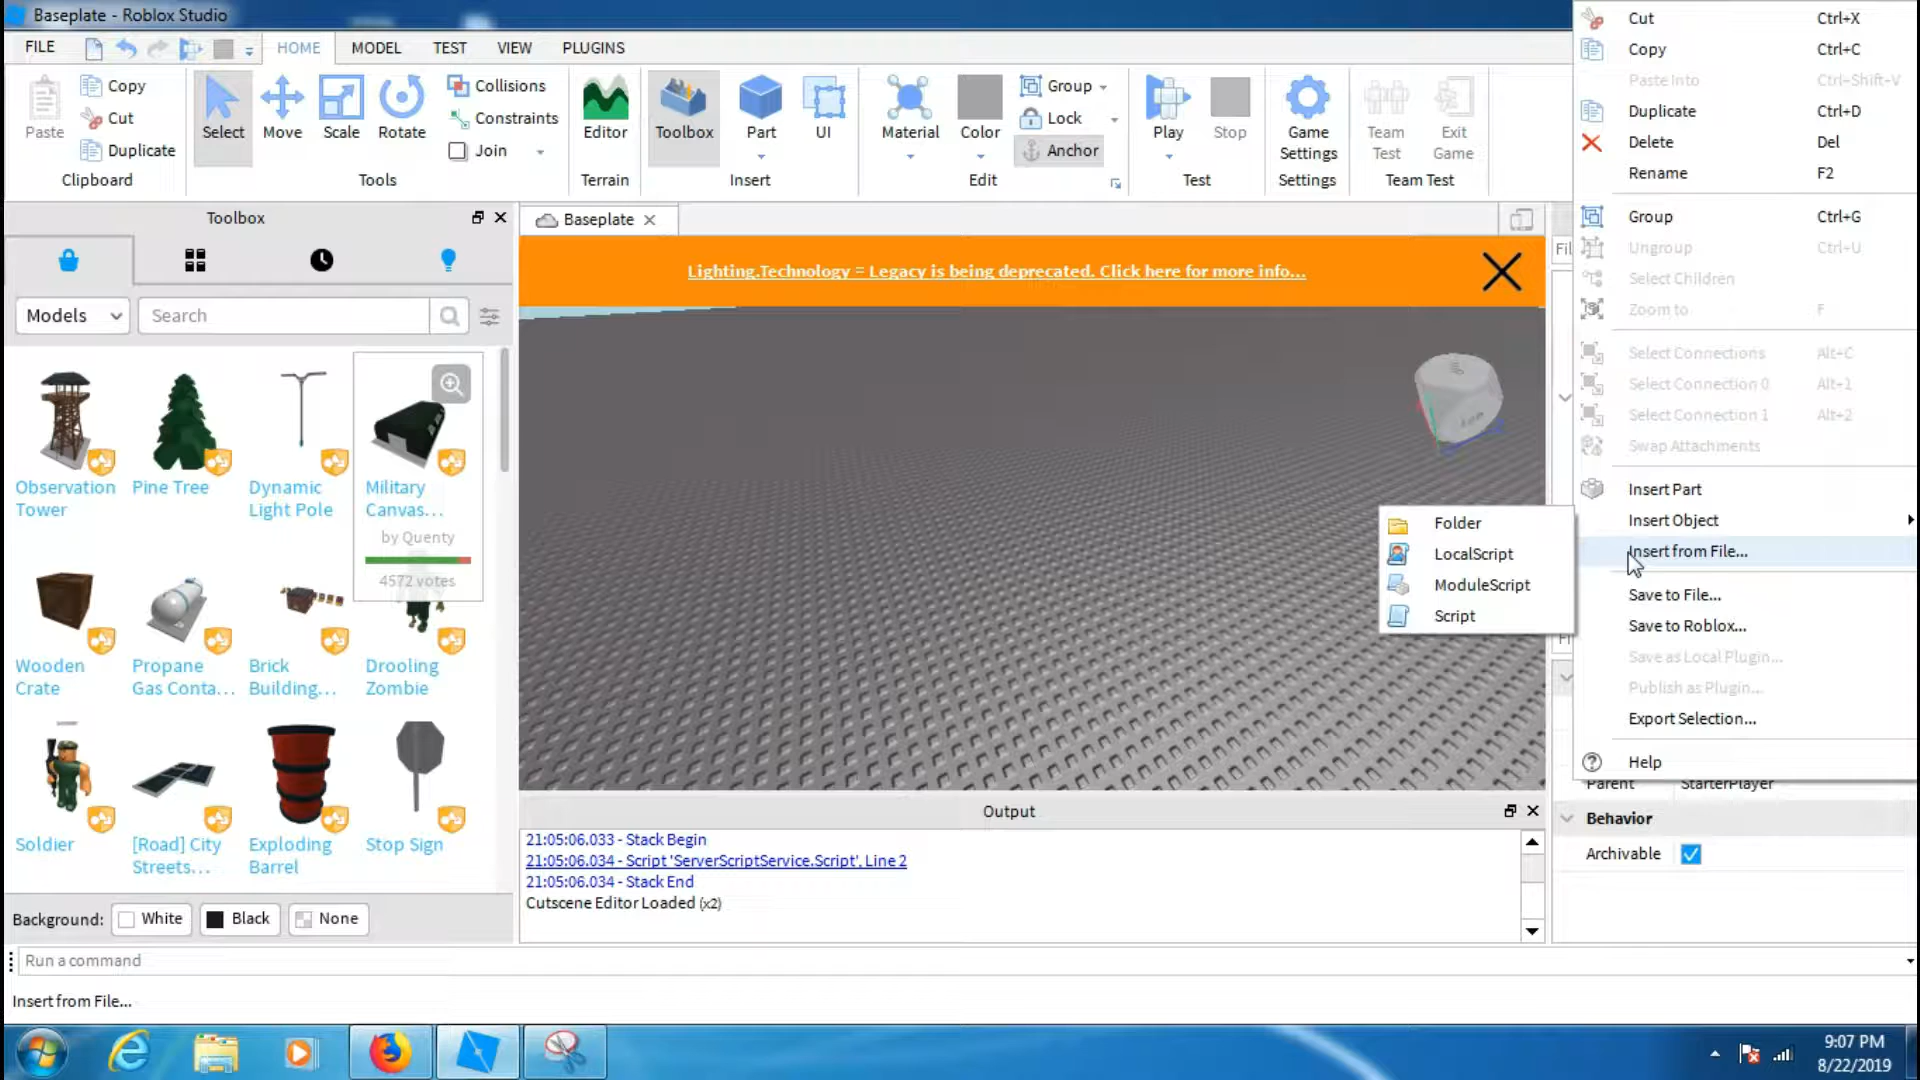 Baseplate - Roblox Studio
FILE
HOME
MODEL
TEST
VIEW
PLUGINS
Paste
Copy
Cut
Duplicate
Clipboard
Select
Move
Scale
Rotate
Collisions
Constraints
Join
Tools
Editor
Terrain
Toolbox
Part
UI
Insert
Material
Color
Group
Lock
Anchor
Edit
Play
Stop
Test
Game
Settings
Settings
Team
Test
Exit
Game
Team Test
Toolbox
Models
Search
Observation
Tower
Pine Tree
Dynamic
Light Pole
Military
Canvas...
by Quenty
4572 votes
Wooden
Crate
Propane
Gas Conta...
Brick
Building...
Drooling
Zombie
Soldier
[Road] City
Streets...
Exploding
Barrel
Stop Sign
Background:
White
Black
None
Baseplate
Lighting.Technology = Legacy is being deprecated. Click here for more info...
Output
21:05:06.033 - Stack Begin
21:05:06.034 - Script 'ServerScriptService.Script', Line 2
21:05:06.034 - Stack End
Cutscene Editor Loaded (x2)
Folder
LocalScript
ModuleScript
Script
Cut Ctrl+X
Copy Ctrl+C
Paste Into Ctrl+Shift+V
Duplicate Ctrl+D
Delete Del
Rename F2
Group Ctrl+G
Ungroup Ctrl+U
Select Children
Zoom to F
Select Connections Alt+C
Select Connection 0 Alt+1
Select Connection 1 Alt+2
Swap Attachments
Insert Part
Insert Object
Insert from File...
Save to File...
Save to Roblox...
Save as Local Plugin...
Publish as Plugin...
Export Selection...
Help
Parent StarterPlayer
Behavior
Archivable
Run a command
Insert from File...
9:07 PM
8/22/2019